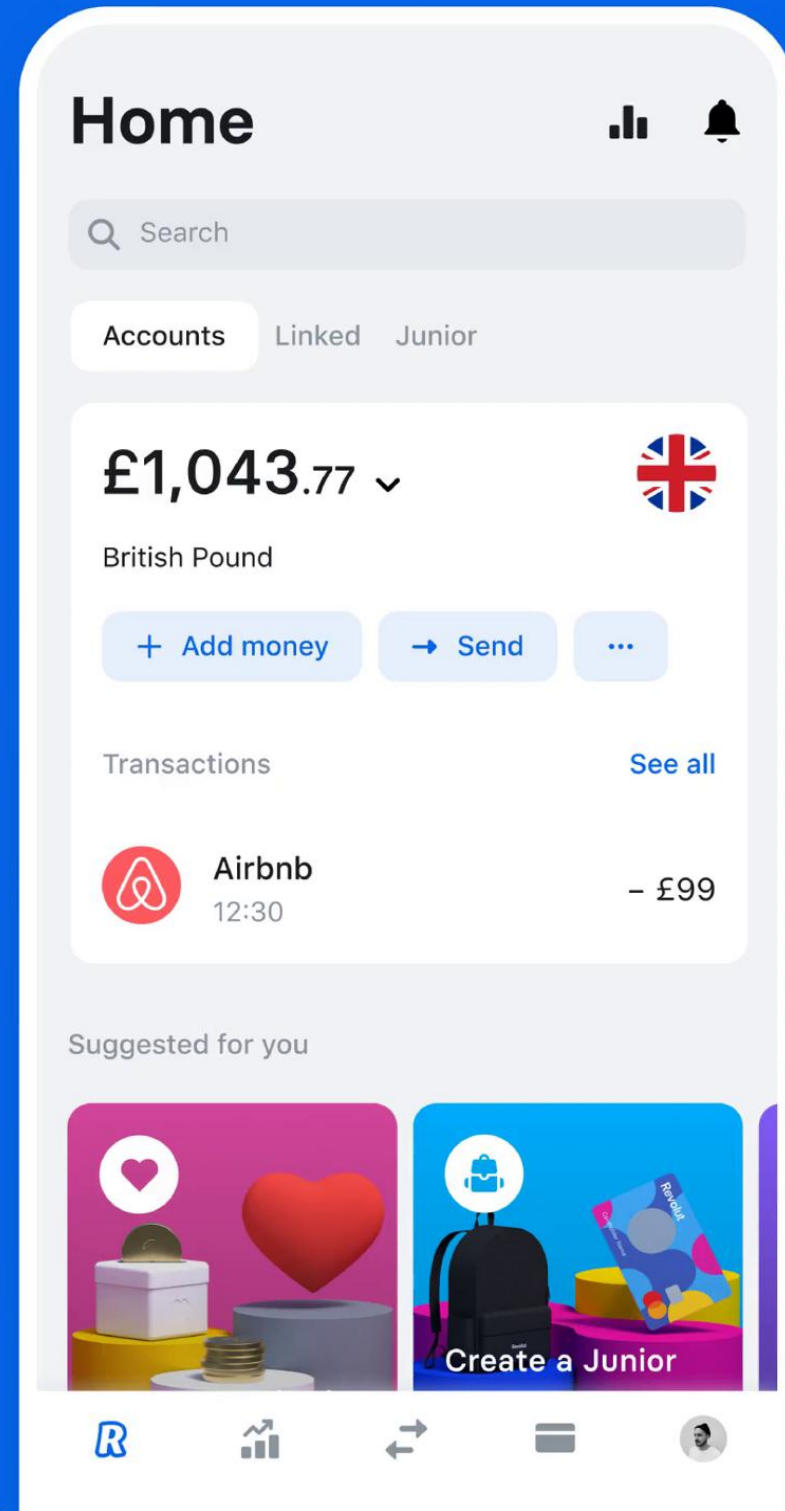 Home
Search
Accounts Linked Junior
£1,043.77
British Pound
+ Add money → Send ...
Transactions See all
Airbnb
12:30 – £99
Suggested for you
Revolut
Create a Junior
R